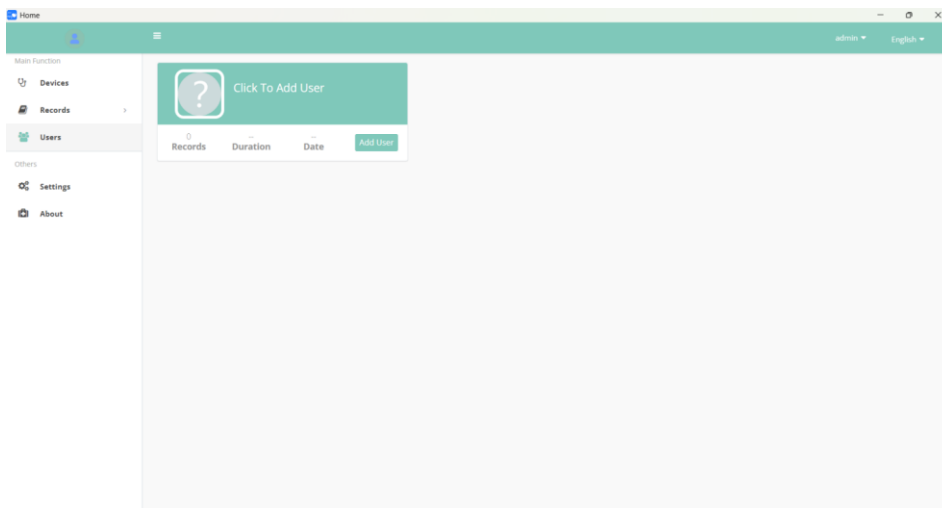 Home
admin
English
Main Function
Devices
Records
Users
Others
Settings
About
?
Click To Add User
0
Records
--
Duration
--
Date
Add User